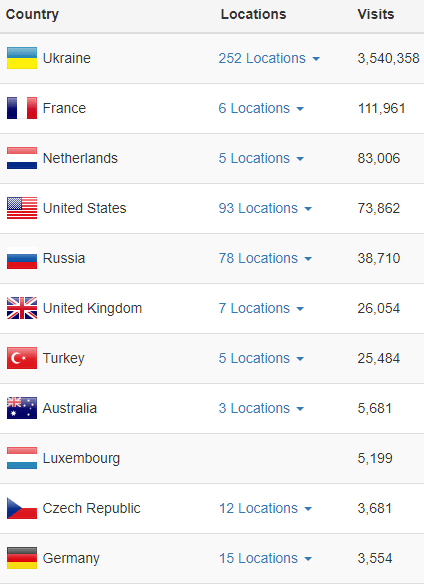 Country Locations Visits
Ukraine 252 Locations 3,540,358
France 6 Locations 111,961
Netherlands 5 Locations 83,006
United States 93 Locations 73,862
Russia 78 Locations 38,710
United Kingdom 7 Locations 26,054
Turkey 5 Locations 25,484
Australia 3 Locations 5,681
Luxembourg 5,199
Czech Republic 12 Locations 3,681
Germany 15 Locations 3,554